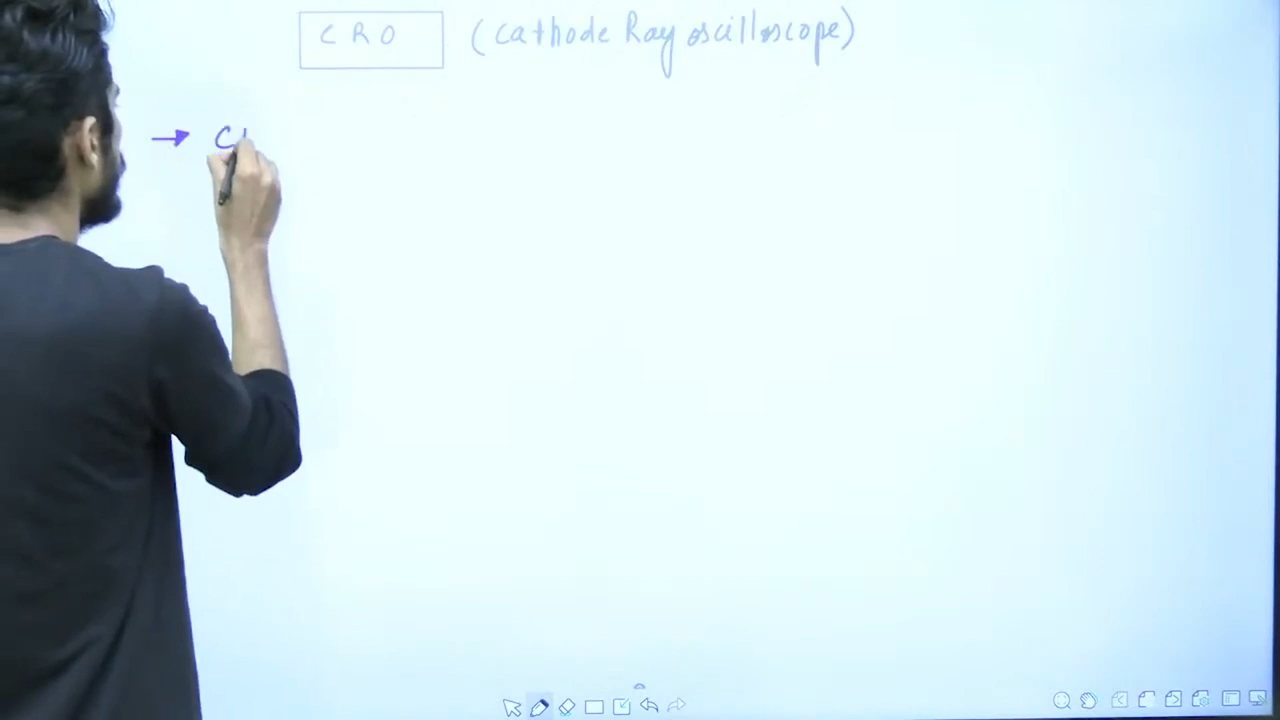 CRO (Cathode Ray oscilloscope)
→ C